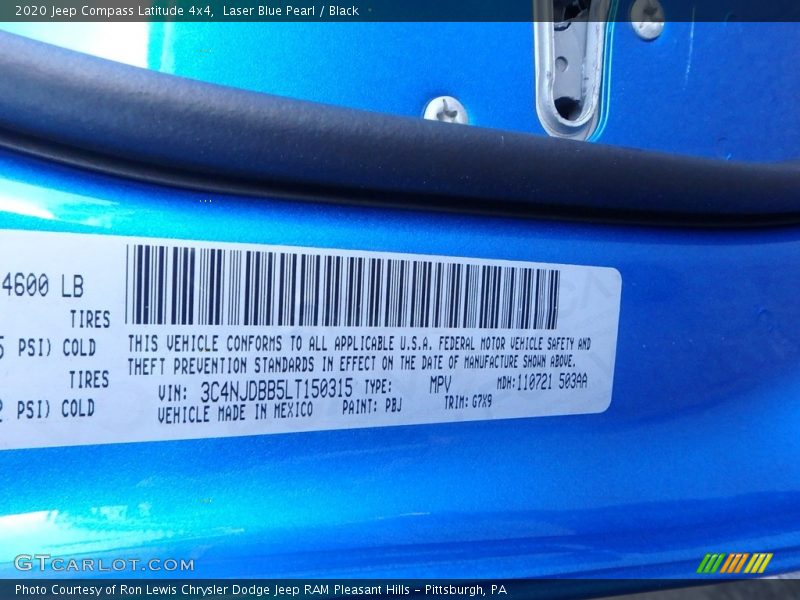 2020 Jeep Compass Latitude 4x4, Laser Blue Pearl / Black
4600 LB
TIRES
PSI) COLD
TIRES
PSI) COLD
THIS VEHICLE CONFORMS TO ALL APPLICABLE U.S.A. FEDERAL MOTOR VEHICLE SAFETY AND
THEFT PREVENTION STANDARDS IN EFFECT ON THE DATE OF MANUFACTURE SHOWN ABOVE.
VIN: 3C4NJDBB5LT150315 TYPE: MPV MDH:110721 503AA
VEHICLE MADE IN MEXICO PAINT: PBJ TRIM: G7X9
GTCARLOT.COM
Photo Courtesy of Ron Lewis Chrysler Dodge Jeep RAM Pleasant Hills - Pittsburgh, PA